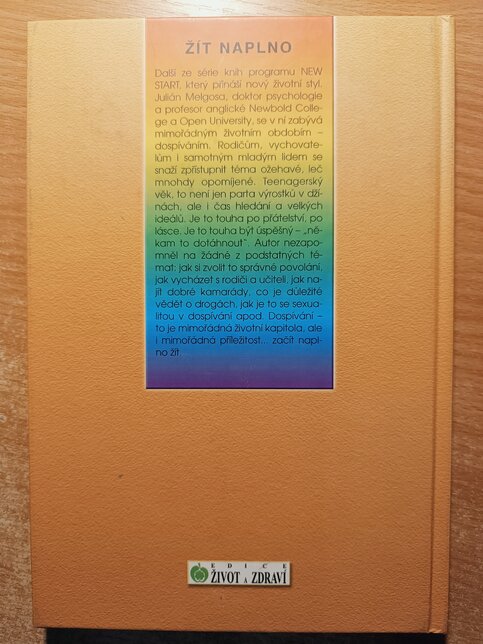 ŽÍT NAPLNO
Další ze série knih programu NEW
START, který přináší nový životní styl.
Julián Melgosa, doktor psychologie
a profesor anglické Newbold Colle-
ge a Open University, se v ní zabývá
mimořádným životním obdobím –
dospíváním. Rodičům, vychovate-
lům i samotným mladým lidem se
snaží zpřístupnit téma ožehavé, leč
mnohdy opomíjené. Teenagerský
věk, to není jen parta výrostků v dží-
nách, ale i čas hledání a velkých
ideálů. Je to touha po přátelství, po
lásce. Je to touha být úspěšný – „ně-
kam to dotáhnout“. Autor nezapo-
mněl na žádné z podstatných té-
mat: jak si zvolit to správné povolání,
jak vycházet s rodiči a učiteli, jak na-
jít dobré kamarády, co je důležité
vědět o drogách, jak je to se sexua-
litou v dospívání apod. Dospívání –
to je mimořádná životní kapitola, ale
i mimořádná příležitost... začít napl-
no žít.
EDICE
ŽIVOT A ZDRAVÍ